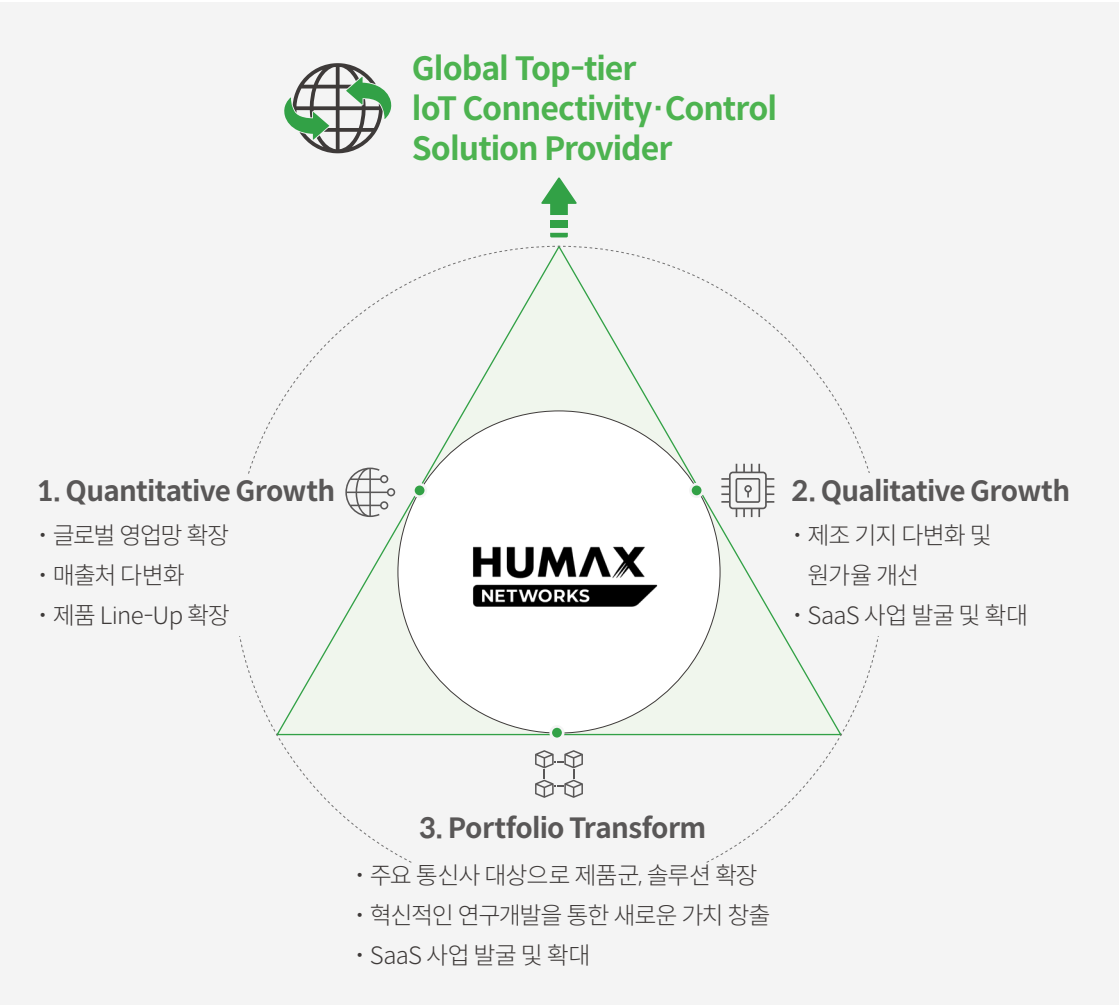 Global Top-tier
IoT Connectivity·Control
Solution Provider
1. Quantitative Growth
• 글로벌 영업망 확장
• 매출처 다변화
• 제품 Line-Up 확장
HUMAX
NETWORKS
2. Qualitative Growth
• 제조 기지 다변화 및
원가율 개선
• SaaS 사업 발굴 및 확대
3. Portfolio Transform
• 주요 통신사 대상으로 제품군, 솔루션 확장
• 혁신적인 연구개발을 통한 새로운 가치 창출
• SaaS 사업 발굴 및 확대